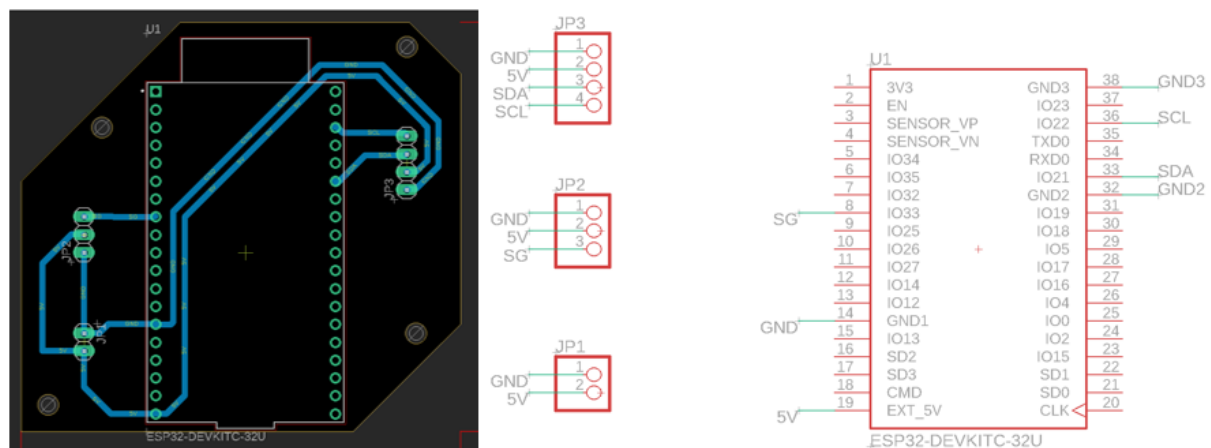 U1
JP3
JP2
JP1
ESP32-DEVKITC-32U
JP3
GND 1
5V 2
SDA 3
SCL 4
JP2
GND 1
5V 2
SG 3
JP1
GND 1
5V 2
U1
1 3V3 GND3 38 GND3
2 EN IO23 37
3 SENSOR_VP IO22 36 SCL
4 SENSOR_VN TXD0 35
5 IO34 RXD0 34
6 IO35 IO21 33 SDA
7 IO32 GND2 32 GND2
SG 8 IO33 IO19 31
9 IO25 IO18 30
10 IO26 IO5 29
11 IO27 IO17 28
12 IO14 IO16 27
13 IO12 IO4 26
GND 14 GND1 IO0 25
15 IO13 IO2 24
16 SD2 IO15 23
17 SD3 SD1 22
18 CMD SD0 21
5V 19 EXT_5V CLK 20
ESP32-DEVKITC-32U